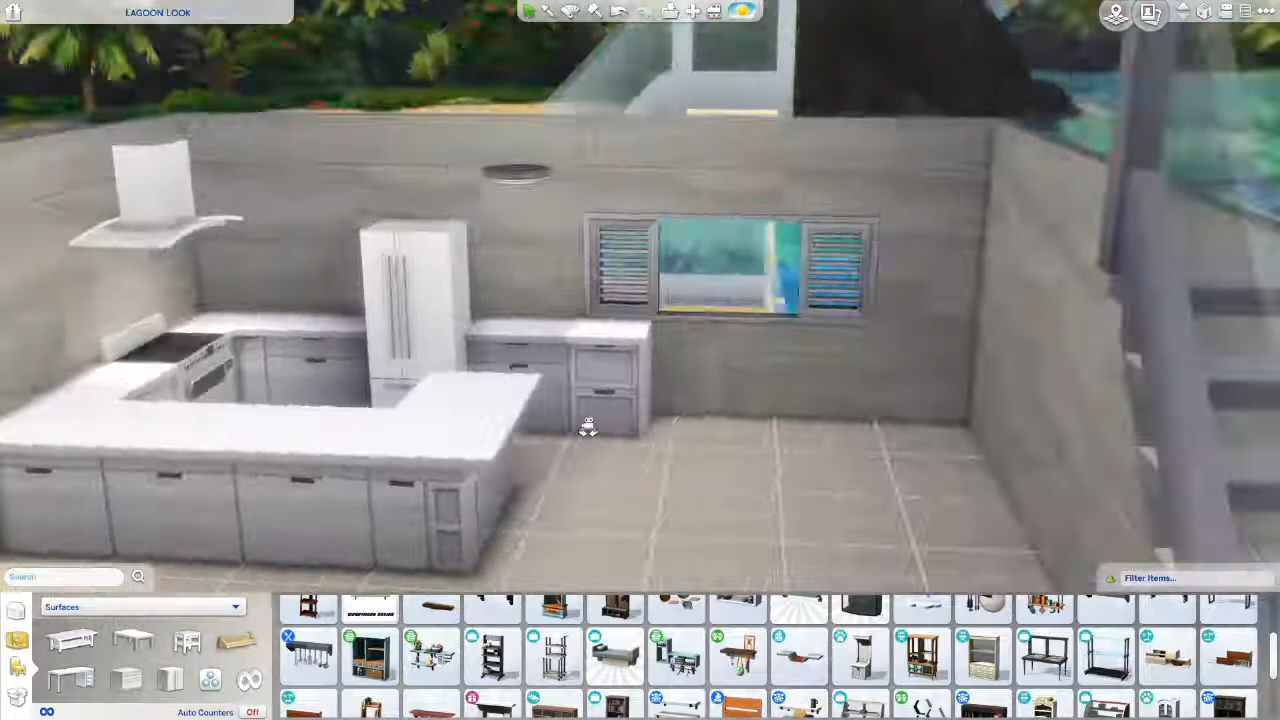 LAGOON LOOK
Search
Filter Items...
Surfaces
Auto Counters
Off